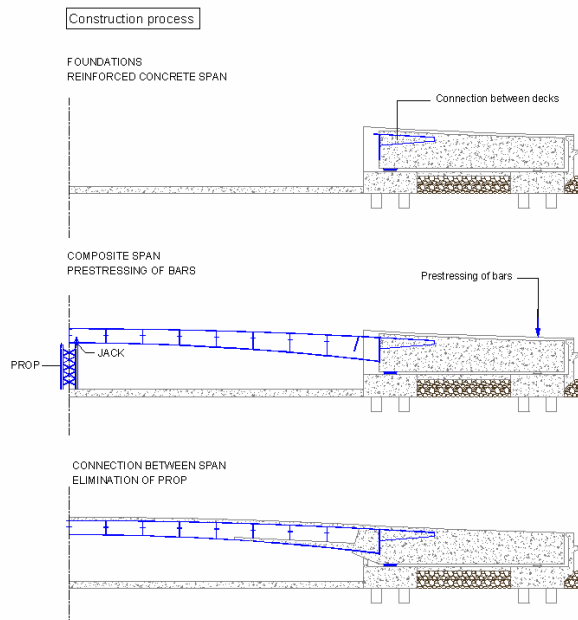 Construction process
FOUNDATIONS
REINFORCED CONCRETE SPAN
Connection between decks
COMPOSITE SPAN
PRESTRESSING OF BARS
Prestressing of bars
JACK
PROP
CONNECTION BETWEEN SPAN
ELIMINATION OF PROP